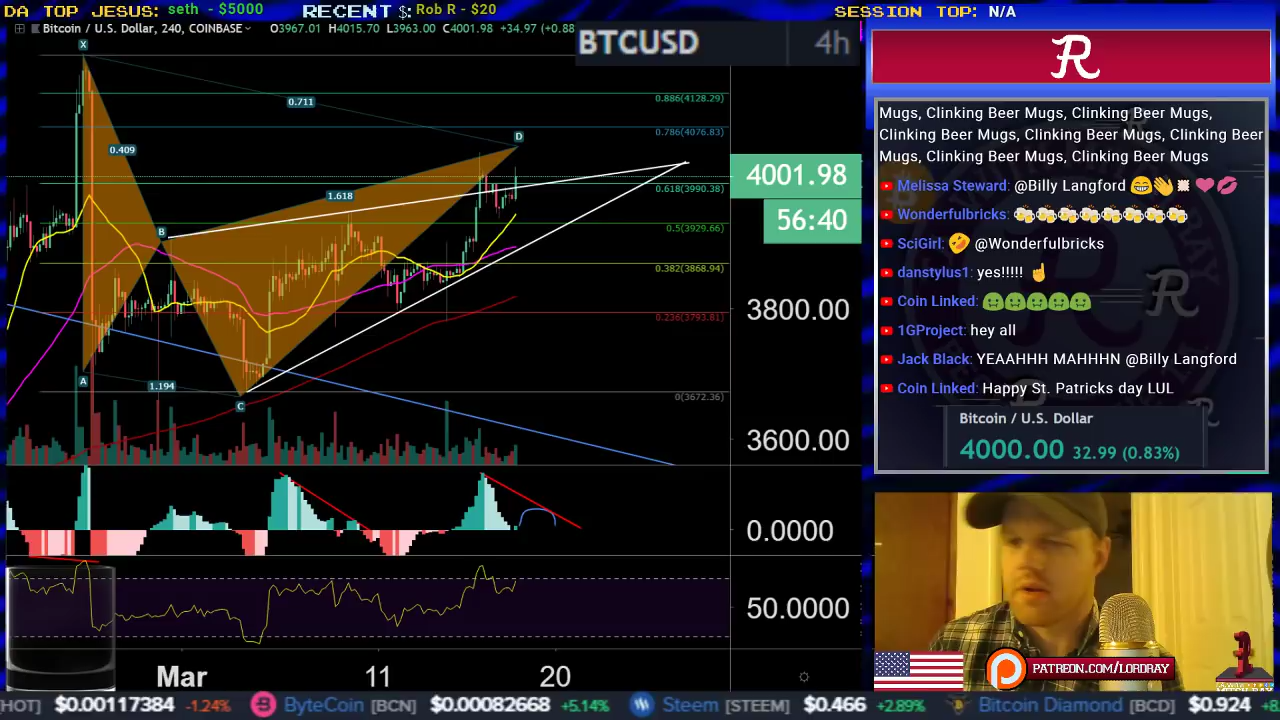 DA TOP JESUS: seth - $5000 RECENT $: Rob R - $20 SESSION TOP: N/A
Bitcoin / U.S. Dollar, 240, COINBASE O3967.01 H4015.70 L3963.00 C4001.98 +34.97 (+0.88
BTCUSD 4h
X
0.886(4128.29)
0.711
0.786(4076.83)
D
0.409
4001.98
1.618
0.618(3990.38)
56:40
B
0.5(3929.66)
0.382(3868.94)
3800.00
0.236(3793.81)
A
1.194
0(3672.36)
C
3600.00
0.0000
50.0000
Mar 11 20
R
Mugs, Clinking Beer Mugs, Clinking Beer Mugs,
Clinking Beer Mugs, Clinking Beer Mugs, Clinking Beer
Mugs, Clinking Beer Mugs, Clinking Beer Mugs
Melissa Steward: @Billy Langford 😁👋 ❤️💋
Wonderfulbricks: 🍻🍻🍻🍻🍻🍻🍻🍻
SciGirl: 🤣 @Wonderfulbricks
danstylus1: yes!!!!! ☝
Coin Linked: 🤢🤢🤢🤢🤢
1GProject: hey all
Jack Black: YEAAHHH MAHHHN @Billy Langford
Coin Linked: Happy St. Patricks day LUL
Bitcoin / U.S. Dollar
4000.00 32.99 (0.83%)
PATREON.COM/LORDRAY
HOT] $0.00117384 -1.24% ByteCoin [BCN] $0.00082668 +5.14% Steem [STEEM] $0.466 +2.89% Bitcoin Diamond [BCD] $0.924 +8